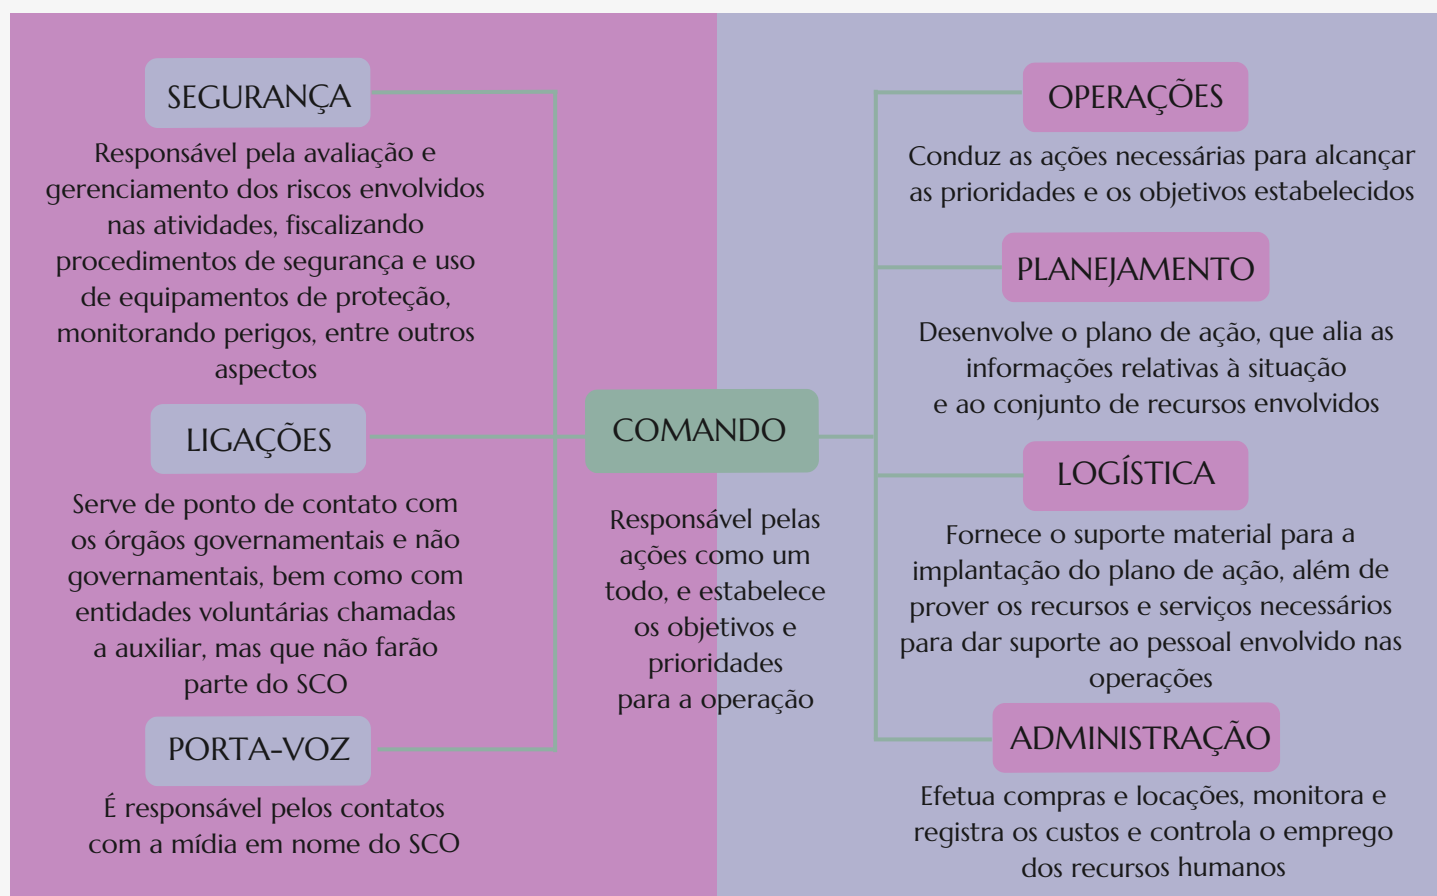 SEGURANÇA
Responsável pela avaliação e
gerenciamento dos riscos envolvidos
nas atividades, fiscalizando
procedimentos de segurança e uso
de equipamentos de proteção,
monitorando perigos, entre outros
aspectos
LIGAÇÕES
Serve de ponto de contato com
os órgãos governamentais e não
governamentais, bem como com
entidades voluntárias chamadas
a auxiliar, mas que não farão
parte do SCO
PORTA-VOZ
É responsável pelos contatos
com a mídia em nome do SCO
COMANDO
Responsável pelas
ações como um
todo, e estabelece
os objetivos e
prioridades
para a operação
OPERAÇÕES
Conduz as ações necessárias para alcançar
as prioridades e os objetivos estabelecidos
PLANEJAMENTO
Desenvolve o plano de ação, que alia as
informações relativas à situação
e ao conjunto de recursos envolvidos
LOGÍSTICA
Fornece o suporte material para a
implantação do plano de ação, além de
prover os recursos e serviços necessários
para dar suporte ao pessoal envolvido nas
operações
ADMINISTRAÇÃO
Efetua compras e locações, monitora e
registra os custos e controla o emprego
dos recursos humanos